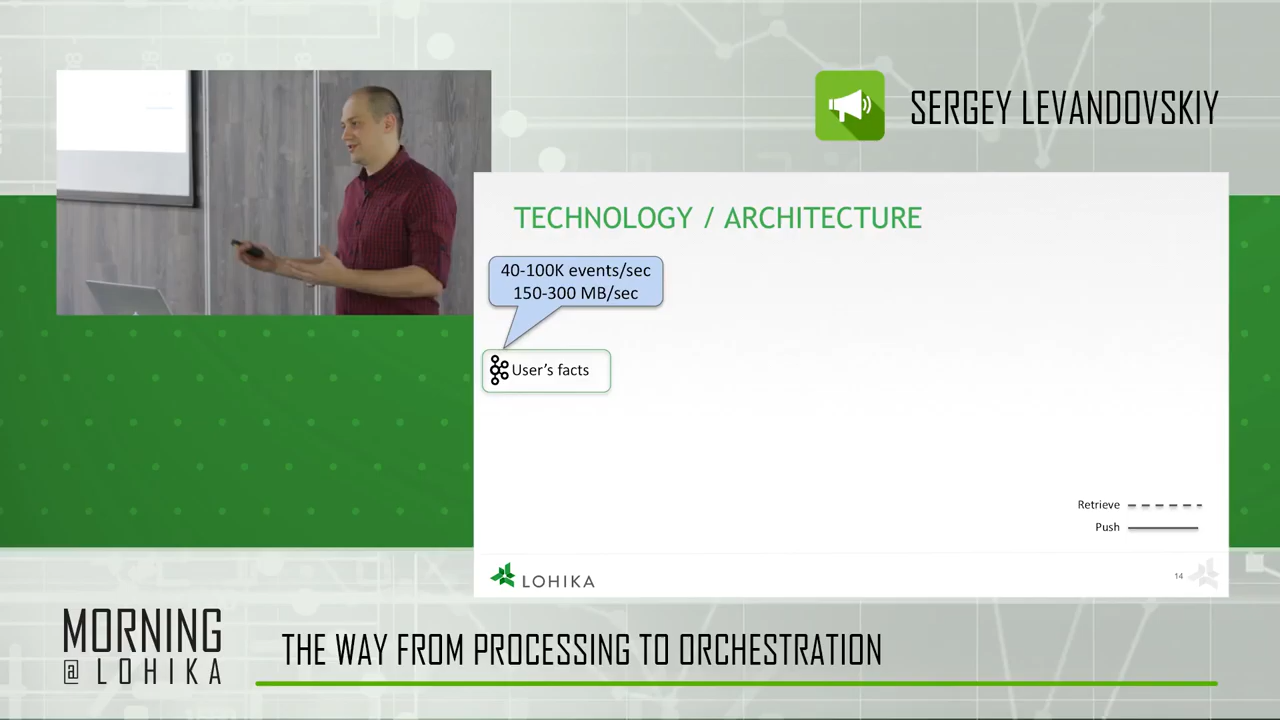 SERGEY LEVANDOVSKIY
TECHNOLOGY / ARCHITECTURE
40-100K events/sec
150-300 MB/sec
User's facts
Retrieve
Push
LOHIKA
14
MORNING
@ LOHIKA
THE WAY FROM PROCESSING TO ORCHESTRATION